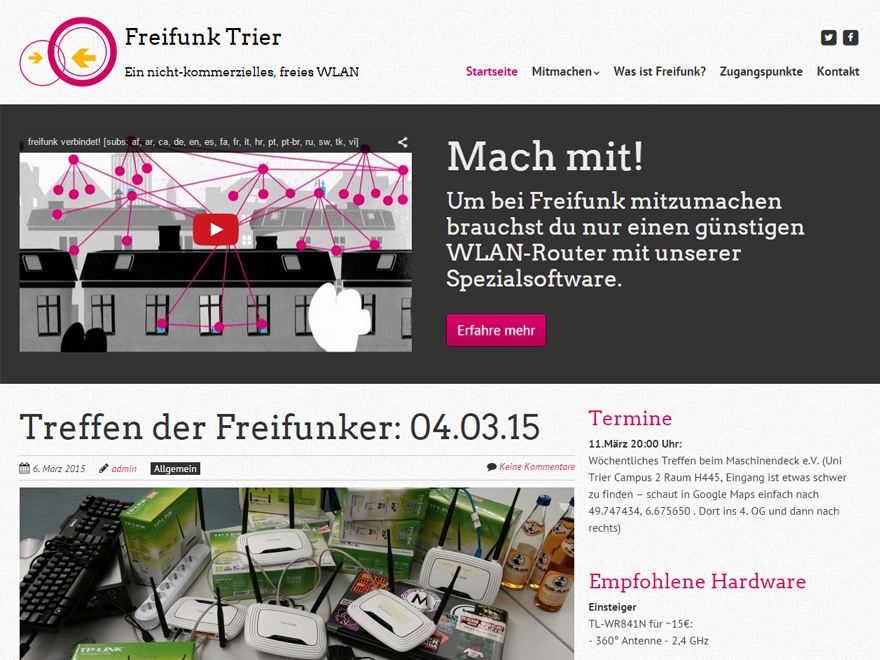 Freifunk Trier
Ein nicht-kommerzielles, freies WLAN
Startseite Mitmachen Was ist Freifunk? Zugangspunkte Kontakt
freifunk verbindet! [subs: af, ar, ca, de, en, es, fa, fr, it, hr, pt, pt-br, ru, sw, tk, vi]
Mach mit!
Um bei Freifunk mitzumachen
brauchst du nur einen günstigen
WLAN-Router mit unserer
Spezialsoftware.
Erfahre mehr
Treffen der Freifunker: 04.03.15
6. März 2015 admin Allgemein Keine Kommentare
TP-LINK
Termine
11.März 20:00 Uhr:
Wöchentliches Treffen beim Maschinendeck e.V. (Uni
Trier Campus 2 Raum H445, Eingang ist etwas schwer
zu finden – schaut in Google Maps einfach nach
49.747434, 6.675650 . Dort ins 4. OG und dann nach
rechts)
Empfohlene Hardware
Einsteiger
TL-WR841N für ~15€:
- 360° Antenne - 2,4 GHz